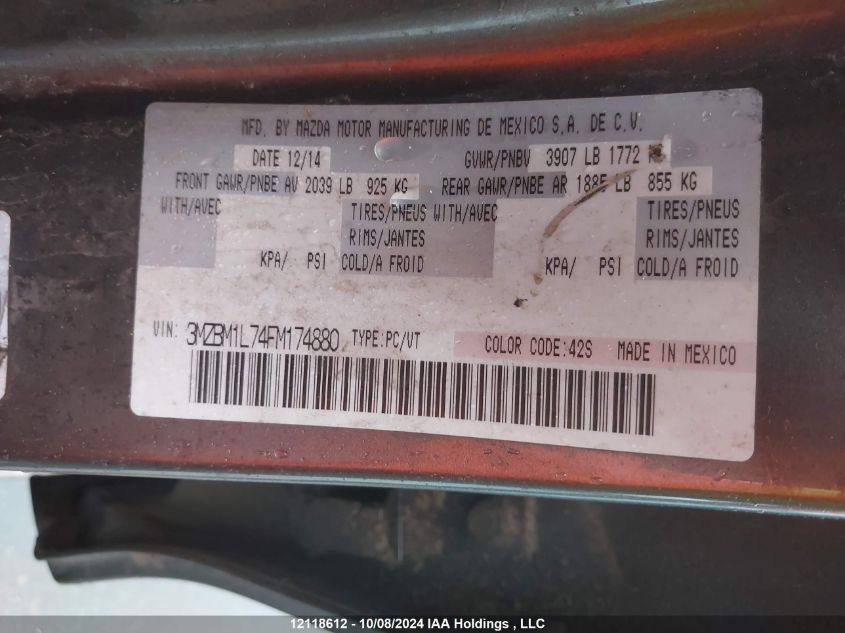 MFD. BY MAZDA MOTOR MANUFACTURING DE MEXICO S.A. DE C.V.
DATE 12/14 GVWR/PNBV 3907 LB 1772
FRONT GAWR/PNBE AV 2039 LB 925 KG REAR GAWR/PNBE AR 1885 LB 855 KG
WITH/AVEC TIRES/PNEUS WITH/AVEC TIRES/PNEUS
RIMS/JANTES RIMS/JANTES
KPA/ PSI COLD/A FROID KPA/ PSI COLD/A FROID
VIN: 3MZBM1L74FM174880 TYPE:PC/VT COLOR CODE:42S MADE IN MEXICO
12118612 - 10/08/2024 IAA Holdings , LLC